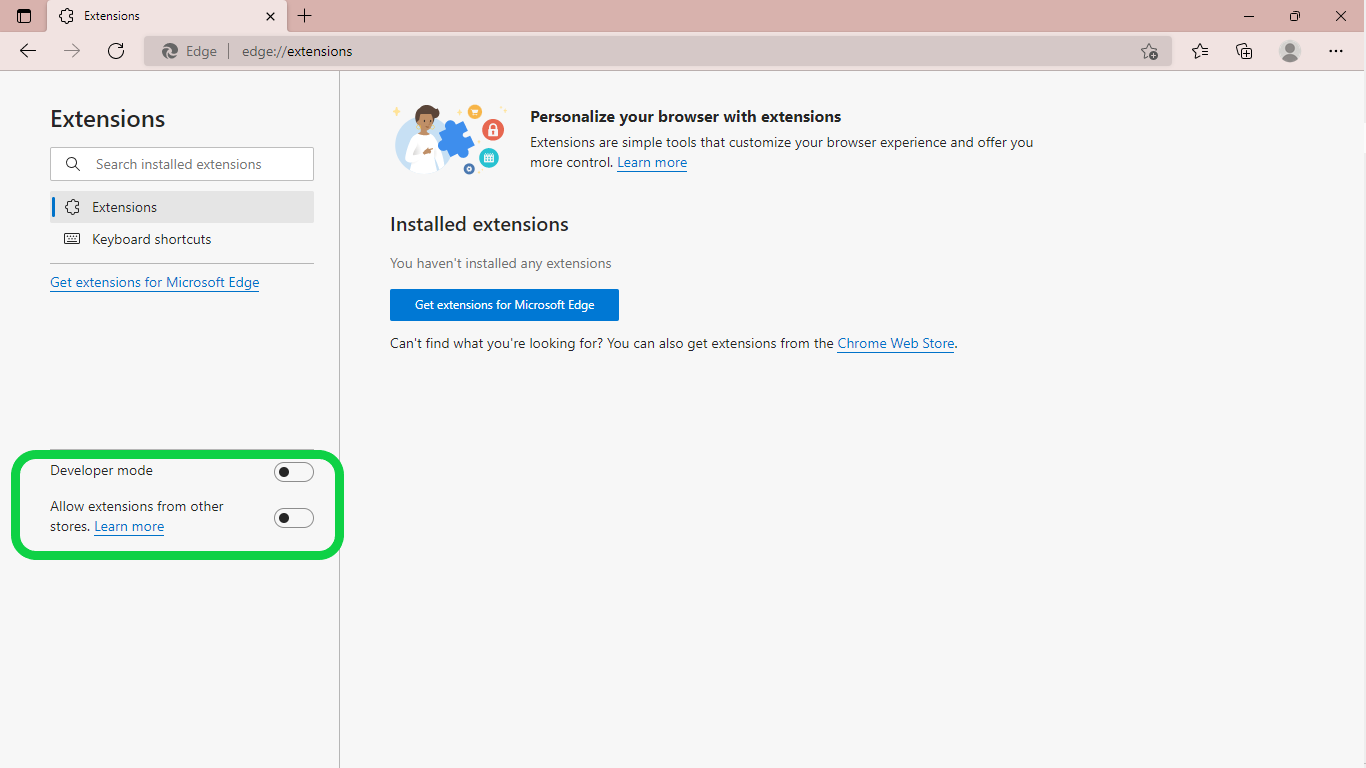 Extensions
Edge
edge://extensions
Extensions
Search installed extensions
Extensions
Keyboard shortcuts
Get extensions for Microsoft Edge
Developer mode
Allow extensions from other
stores. Learn more
Personalize your browser with extensions
Extensions are simple tools that customize your browser experience and offer you
more control. Learn more
Installed extensions
You haven't installed any extensions
Get extensions for Microsoft Edge
Can't find what you're looking for? You can also get extensions from the Chrome Web Store.